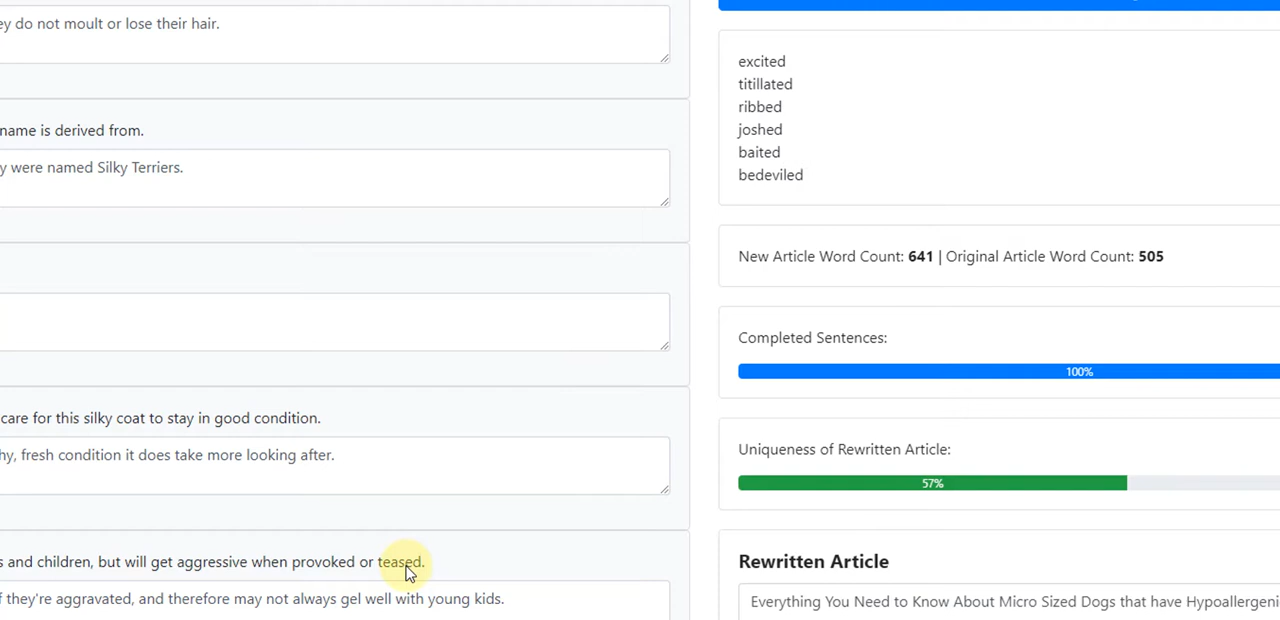 ey do not moult or lose their hair.
name is derived from.
y were named Silky Terriers.
care for this silky coat to stay in good condition.
hy, fresh condition it does take more looking after.
s and children, but will get aggressive when provoked or teased.
f they're aggravated, and therefore may not always gel well with young kids.
excited
titillated
ribbed
joshed
baited
bedeviled
New Article Word Count: 641 | Original Article Word Count: 505
Completed Sentences:
100%
Uniqueness of Rewritten Article:
57%
Rewritten Article
Everything You Need to Know About Micro Sized Dogs that have Hypoallergeni